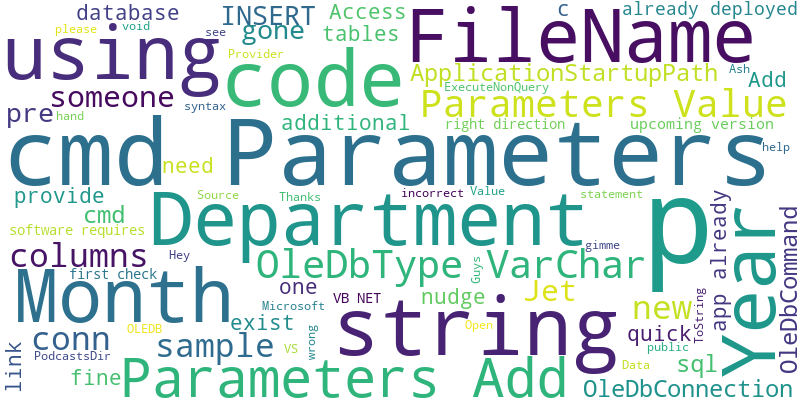 database
INSERT
Access
c
already deployed
please
void
gone
see
tables
FileName
using
Provider
code
ApplicationStartupPath
Ash
Add
someone
ExecuteNonQuery
Parameters Value
pre
hand
syntax
additional
right direction
upcoming version
cmd Parameters
help
need
provide
cmd
Source
Thanks
incorrect
Value
statement
Department
p
software requires
columns
Hey
gimme
first check
OleDbType VarChar
Guys
Year
app already
OleDbCommand
Month
one
nudge
Jet
new
ToString
Microsoft
VB NET
string
conn
OLEDB
exist
Open
quick
public
link
PodcastsDir
sample
VS
wrong
fine
Parameters Add
sql
Data
OleDbConnection